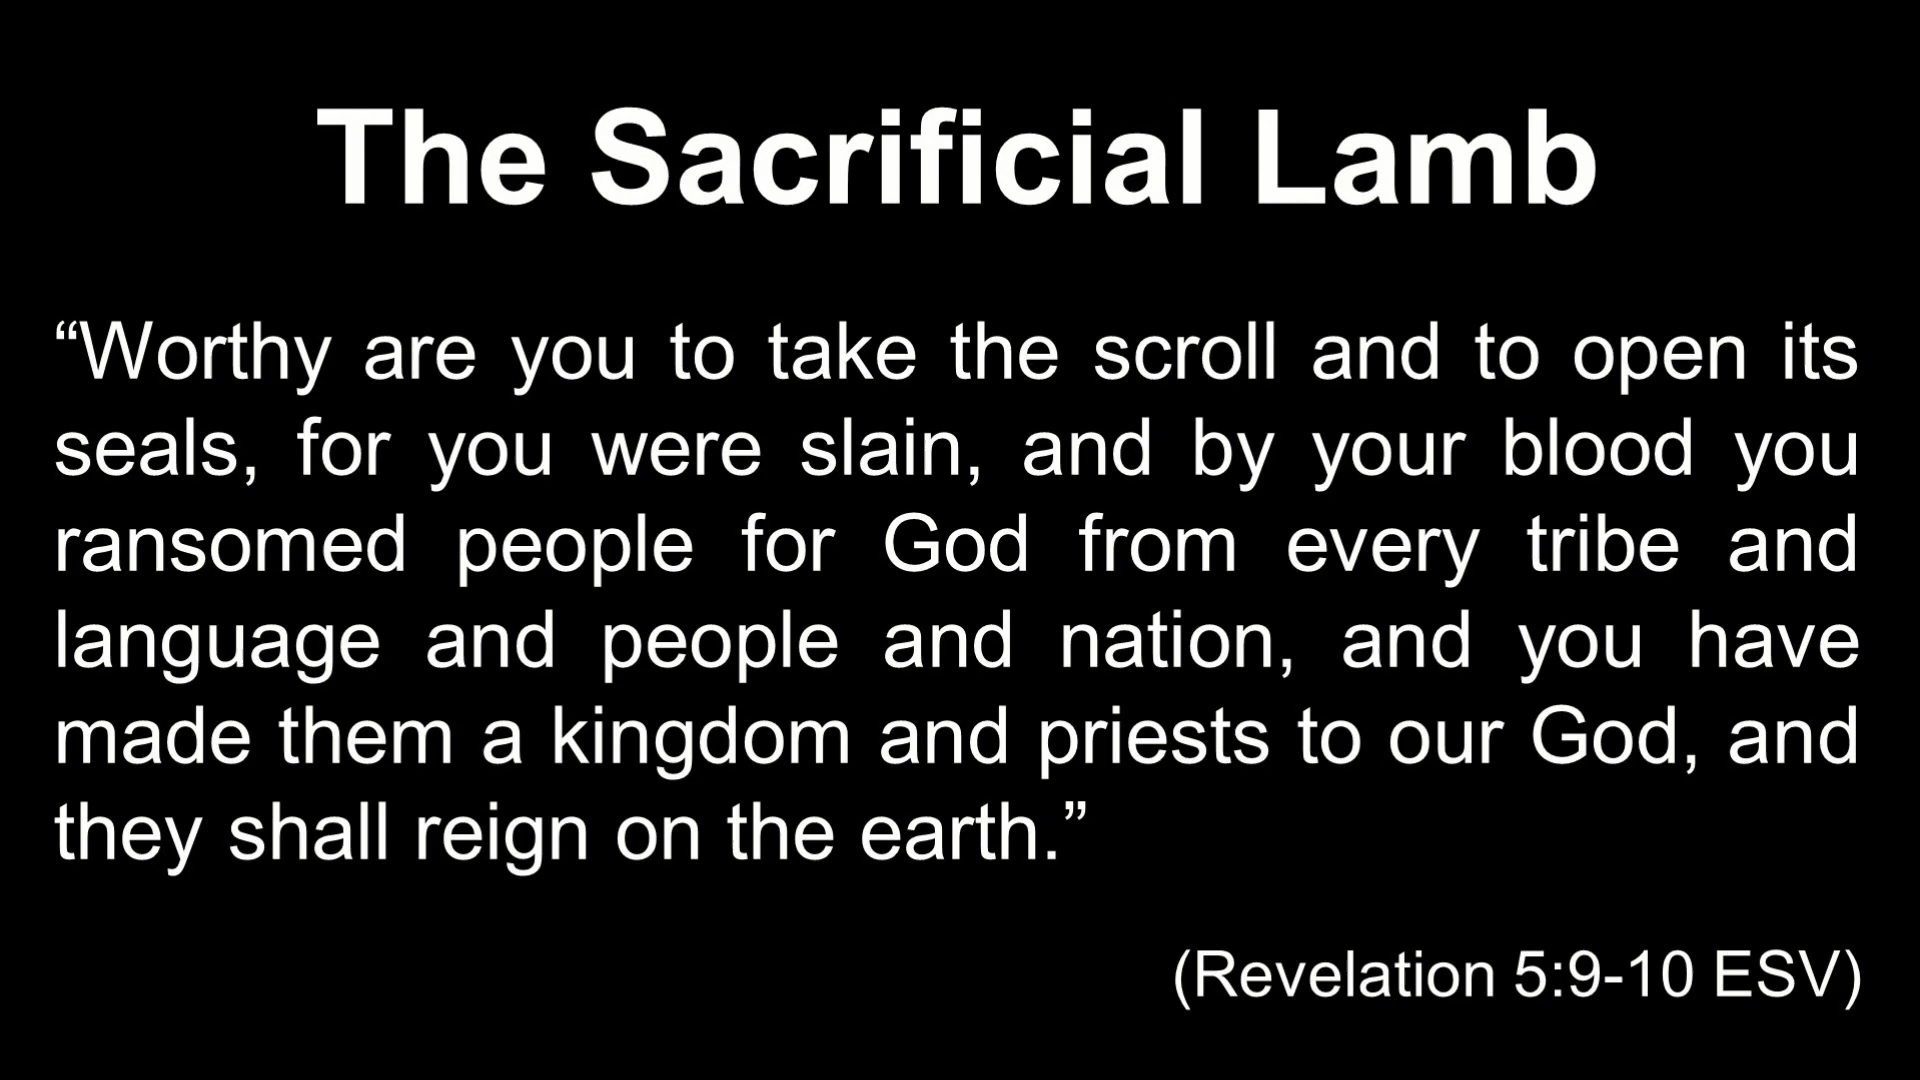 The Sacrificial Lamb
“Worthy are you to take the scroll and to open its
seals, for you were slain, and by your blood you
ransomed people for God from every tribe and
language and people and nation, and you have
made them a kingdom and priests to our God, and
they shall reign on the earth.”
(Revelation 5:9-10 ESV)